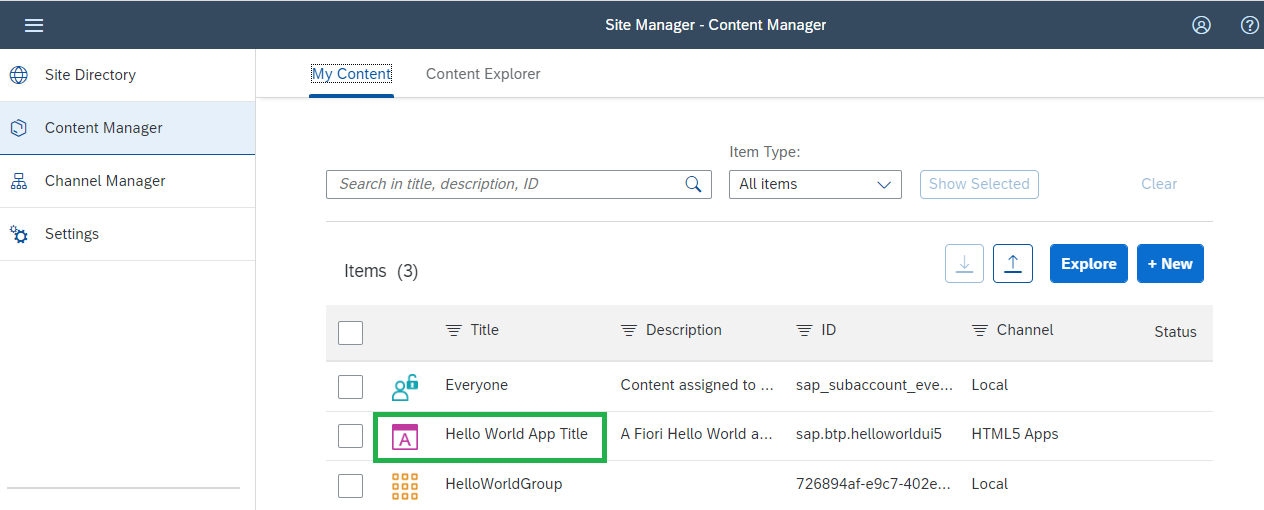 Site Manager - Content Manager
Site Directory
Content Manager
Channel Manager
Settings
My Content Content Explorer
Item Type:
Search in title, description, ID All items Show Selected Clear
Items (3) Explore + New
Title Description ID Channel Status
Everyone Content assigned to ... sap_subaccount_eve... Local
A Hello World App Title A Fiori Hello World a... sap.btp.helloworldui5 HTML5 Apps
HelloWorldGroup 726894af-e9c7-402e... Local